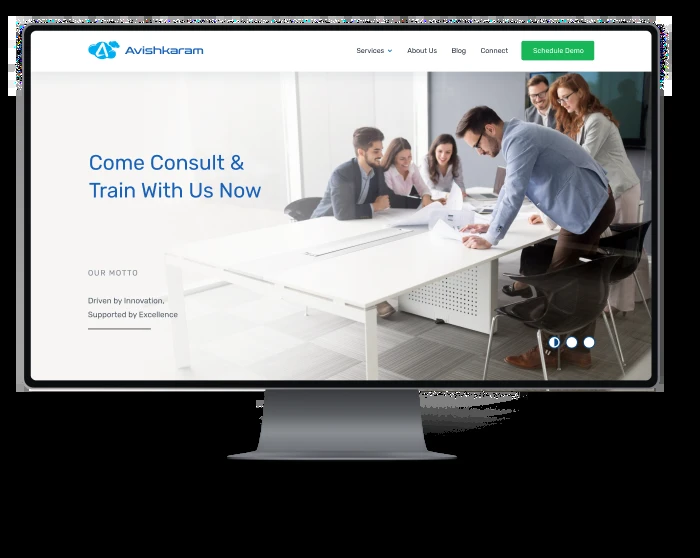 Avishkaram
Services
About Us
Blog
Connect
Schedule Demo
Come Consult &
Train With Us Now
OUR MOTTO
Driven by Innovation,
Supported by Excellence